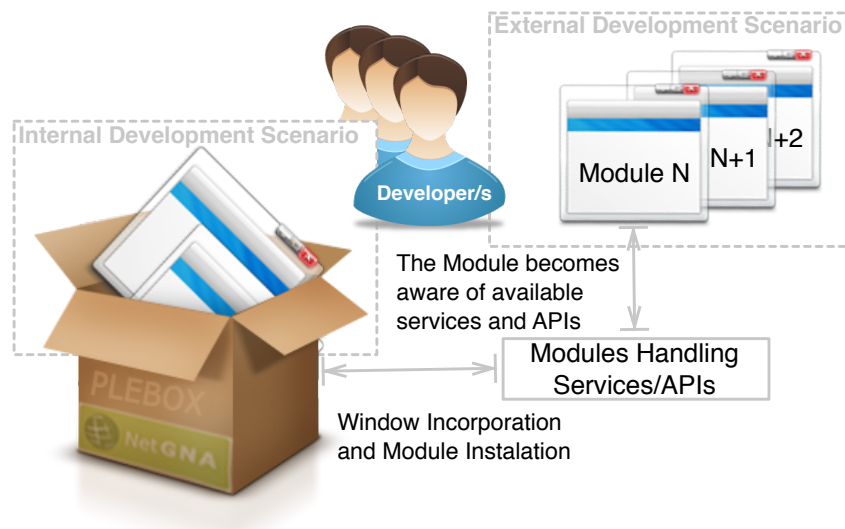 External Development Scenario
Internal Development Scenario
Developer/s
Module N
N+1
N+2
The Module becomes
aware of available
services and APIs
Modules Handling
Services/APIs
PLEBOX
NetGNA
Window Incorporation
and Module Instalation